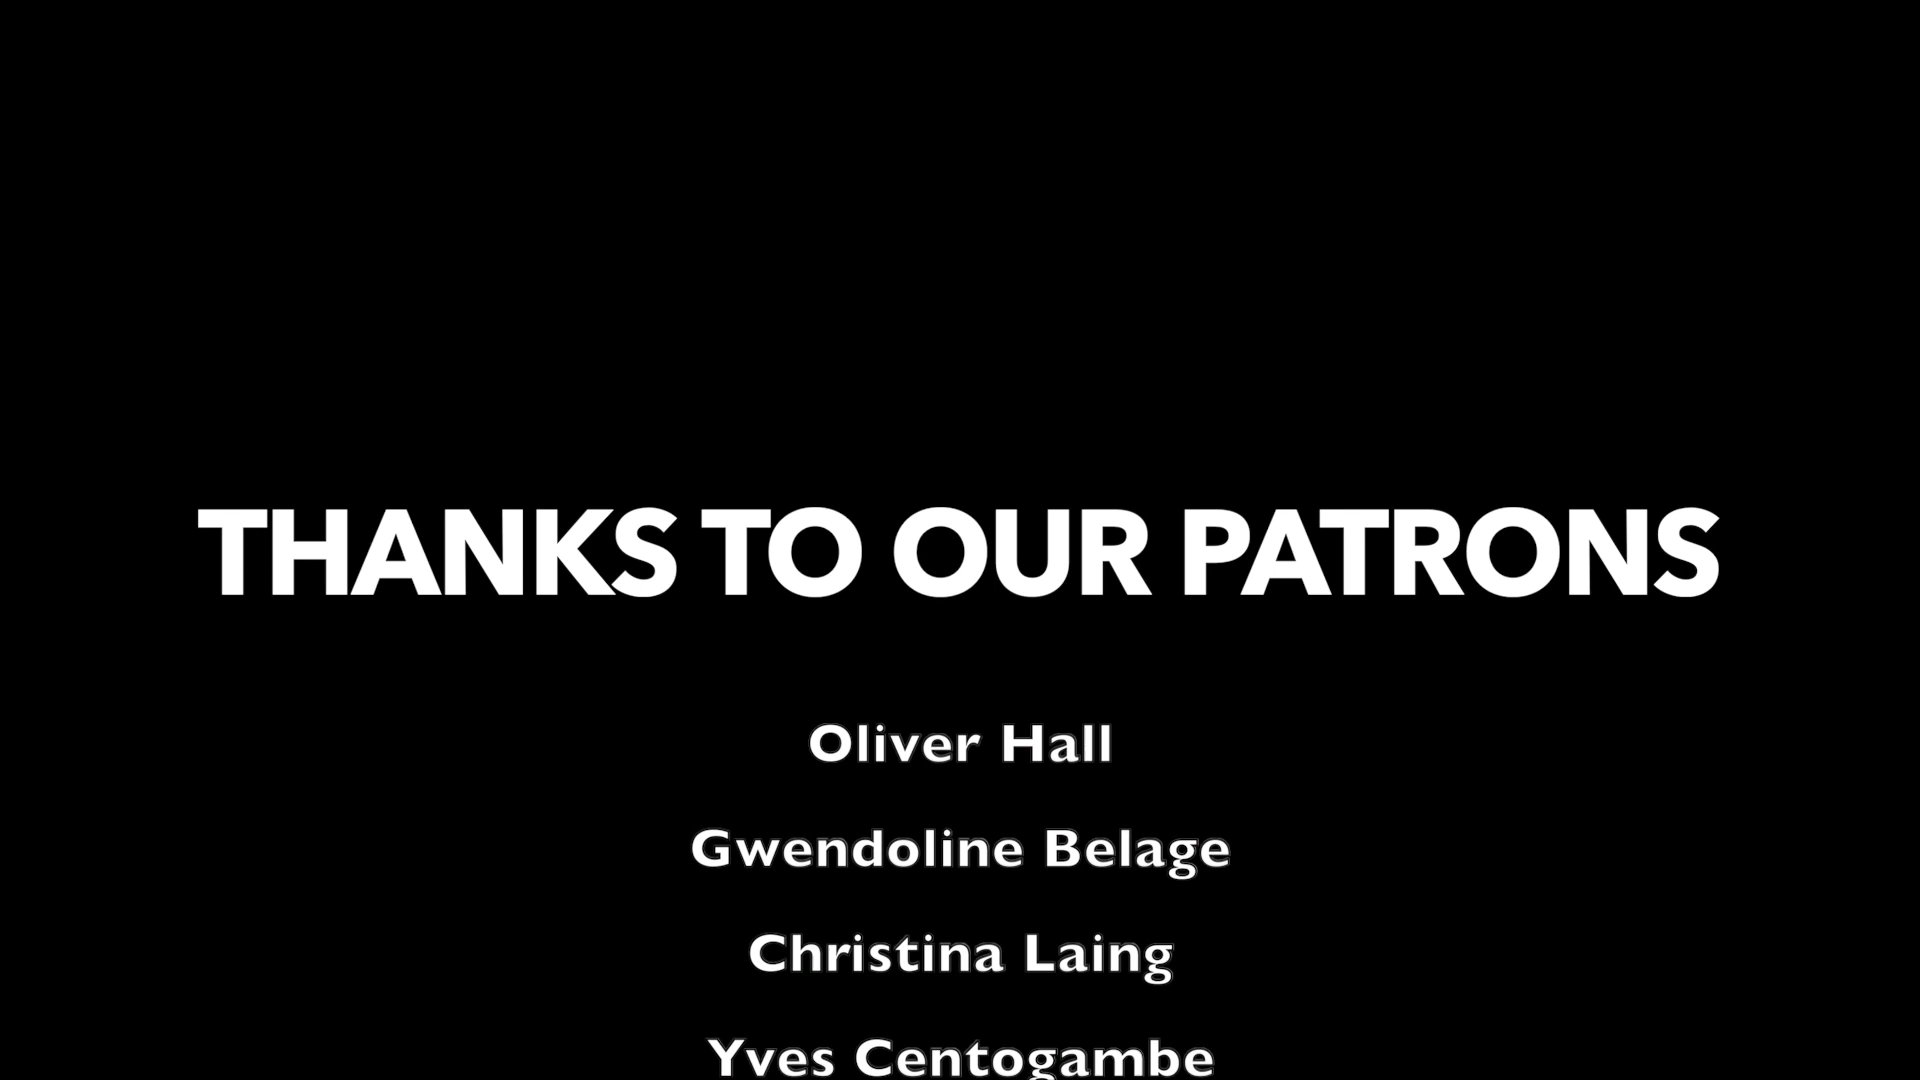 THANKS TO OUR PATRONS
Oliver Hall
Gwendoline Belage
Christina Laing
Yves Centogambe